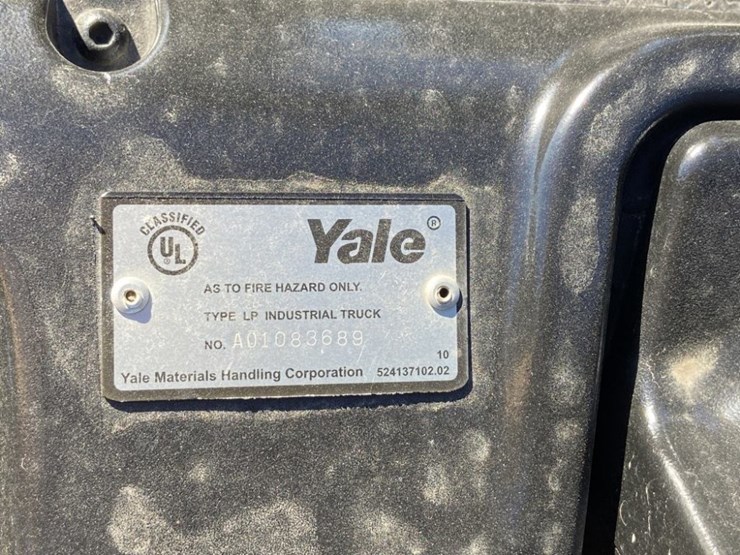 CLASSIFIED
UL
®
Yale®
AS TO FIRE HAZARD ONLY.
TYPE LP INDUSTRIAL TRUCK
NO. A01083689
10
Yale Materials Handling Corporation 524137102.02